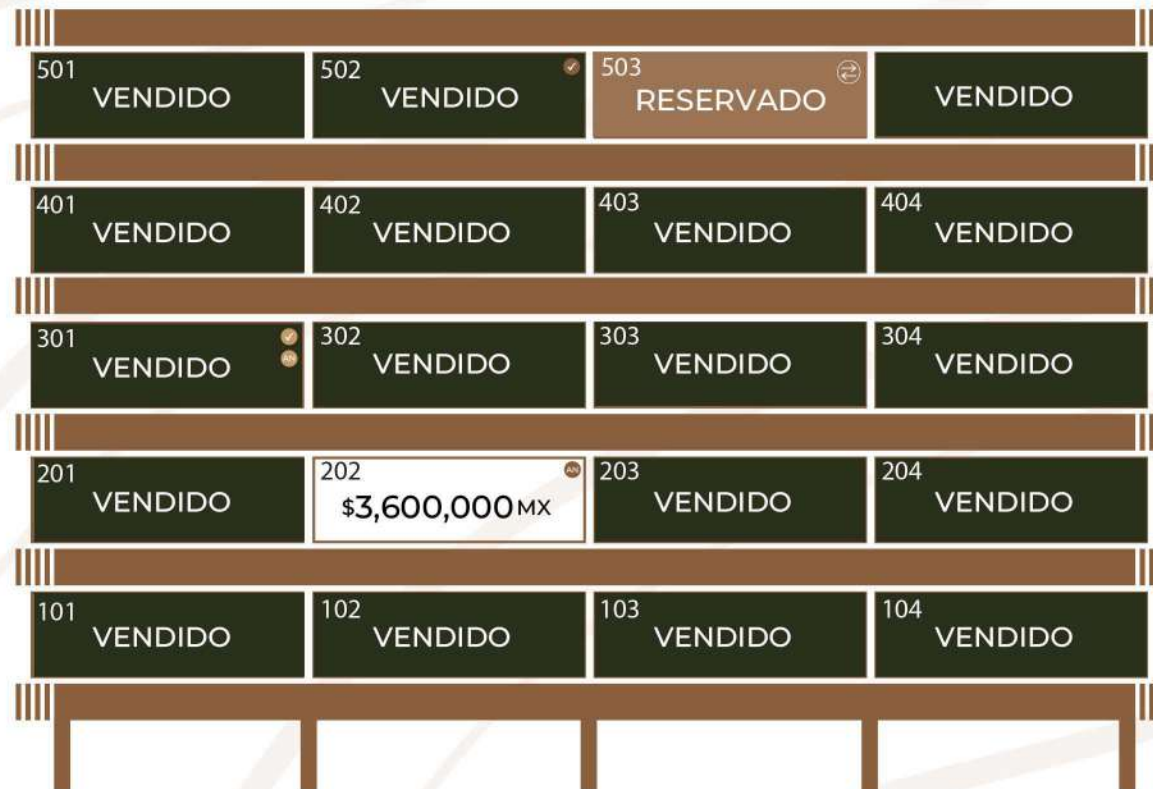 501 VENDIDO
502 VENDIDO
503 RESERVADO
VENDIDO
401 VENDIDO
402 VENDIDO
403 VENDIDO
404 VENDIDO
301 VENDIDO AN
302 VENDIDO
303 VENDIDO
304 VENDIDO
201 VENDIDO
202 AN
$3,600,000 MX
203 VENDIDO
204 VENDIDO
101 VENDIDO
102 VENDIDO
103 VENDIDO
104 VENDIDO